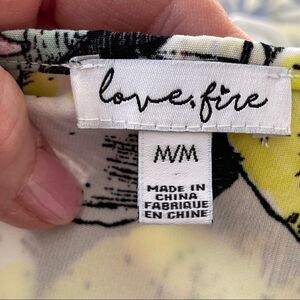 love, fire
M/M
MADE IN
CHINA
FABRIQUE
EN CHINE